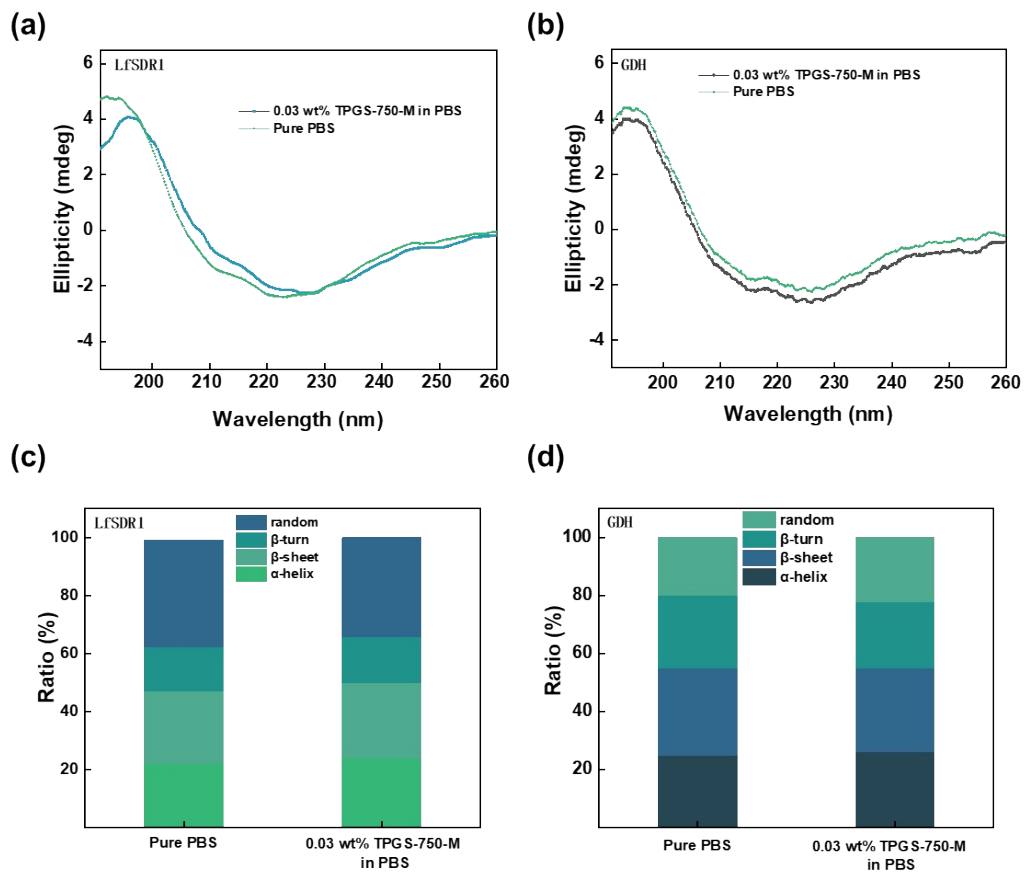 (a)
LfSDR1
0.03 wt% TPGS-750-M in PBS
Pure PBS
6
4
2
0
-2
-4
Ellipticity (mdeg)
200 210 220 230 240 250 260
Wavelength (nm)
(b)
GDH
0.03 wt% TPGS-750-M in PBS
Pure PBS
6
4
2
0
-2
-4
Ellipticity (mdeg)
200 210 220 230 240 250 260
Wavelength (nm)
(c)
LfSDR1
random
β-turn
β-sheet
α-helix
100
80
60
40
20
Ratio (%)
Pure PBS
0.03 wt% TPGS-750-M
in PBS
(d)
GDH
random
β-turn
β-sheet
α-helix
100
80
60
40
20
Ratio (%)
Pure PBS
0.03 wt% TPGS-750-M
in PBS